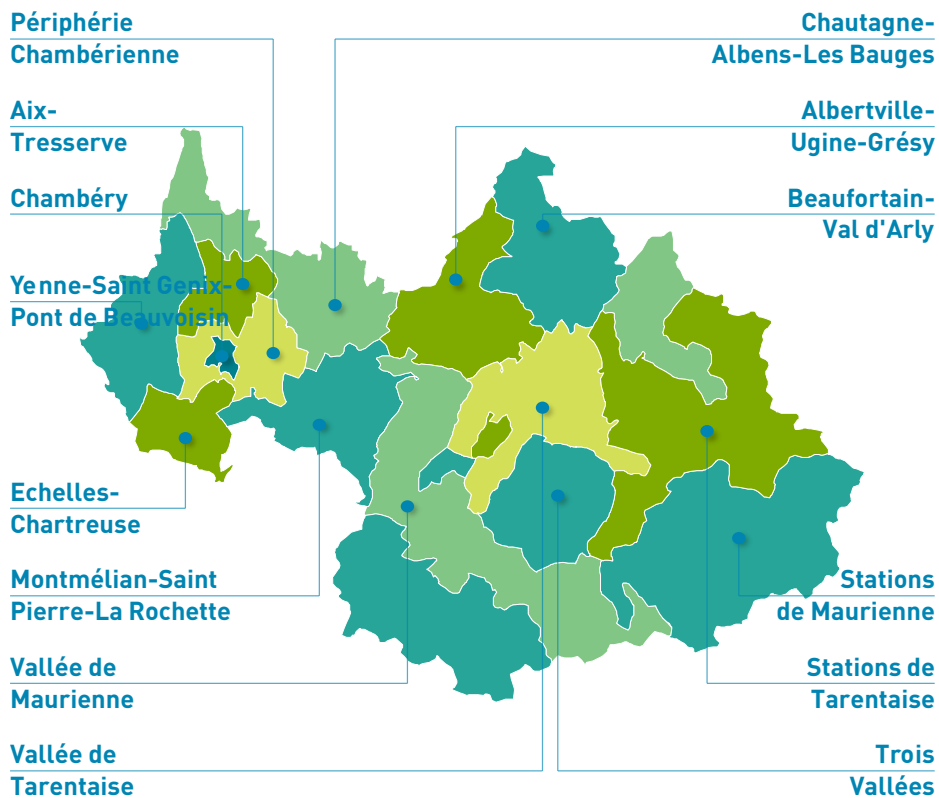 Périphérie
Chambérienne
Chautagne-
Albens-Les Bauges
Aix-
Tresserve
Albertville-
Ugine-Grésy
Chambéry
Beaufortain-
Val d'Arly
Yenne-Saint Genix-
Pont de Beauvoisin
Echelles-
Chartreuse
Montmélian-Saint
Pierre-La Rochette
Stations
de Maurienne
Vallée de
Maurienne
Stations de
Tarentaise
Vallée de
Tarentaise
Trois
Vallées